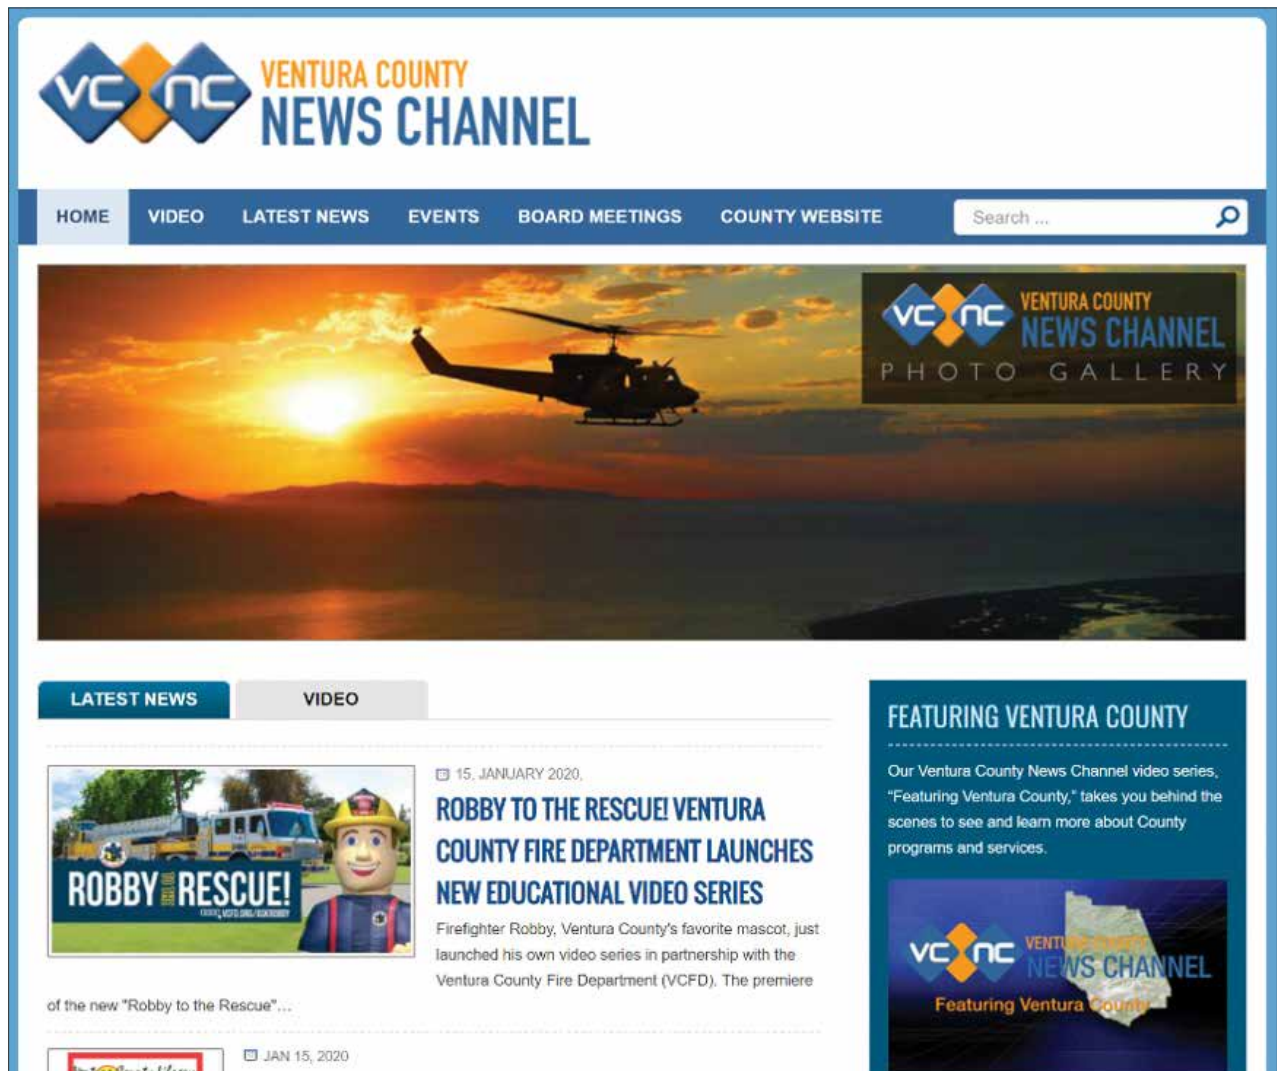 vc nc
VENTURA COUNTY
NEWS CHANNEL
HOME VIDEO LATEST NEWS EVENTS BOARD MEETINGS COUNTY WEBSITE Search ...
vc nc
VENTURA COUNTY
NEWS CHANNEL
PHOTO GALLERY
LATEST NEWS VIDEO
15, JANUARY 2020,
ROBBY TO THE RESCUE! VENTURA
COUNTY FIRE DEPARTMENT LAUNCHES
NEW EDUCATIONAL VIDEO SERIES
ROBBY TO THE RESCUE!
Firefighter Robby, Ventura County's favorite mascot, just
launched his own video series in partnership with the
Ventura County Fire Department (VCFD). The premiere
of the new "Robby to the Rescue"...
JAN 15, 2020
FEATURING VENTURA COUNTY
Our Ventura County News Channel video series,
“Featuring Ventura County,” takes you behind the
scenes to see and learn more about County
programs and services.
vc nc
VENTURA COUNTY
NEWS CHANNEL
Featuring Ventura County